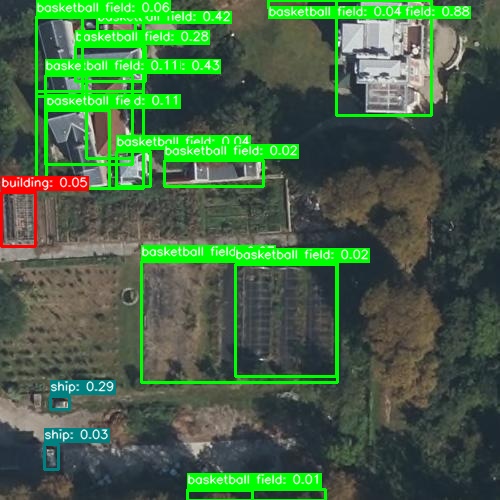 basketball field: 0.06
basketball field: 0.42
basketball field: 0.04 field: 0.88
basketball field: 0.28
basketball field: 0.11: 0.43
basketball field: 0.11
basketball field: 0.04
basketball field: 0.02
building: 0.05
basketball field:
basketball field: 0.02
ship: 0.29
ship: 0.03
basketball field: 0.01